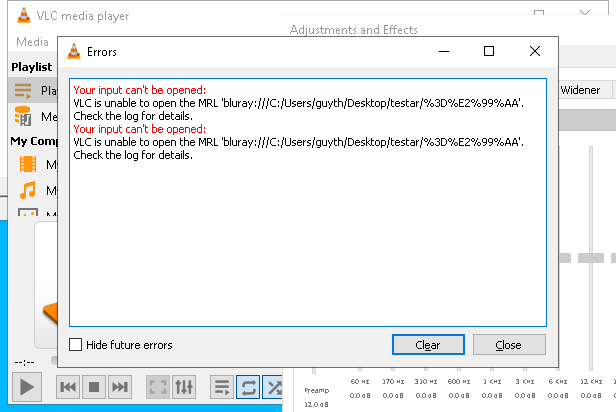 VLC media player
Adjustments and Effects
Media
Errors
Playlist
Widener
Your input can't be opened:
VLC is unable to open the MRL 'bluray:///C:/Users/guyth/Desktop/testar/%3D%E2%99%AA'.
Check the log for details.
Your input can't be opened:
VLC is unable to open the MRL 'bluray:///C:/Users/guyth/Desktop/testar/%3D%E2%99%AA'.
Check the log for details.
Pla
Me
My Comp
My
My
M
Hide future errors
Clear
Close
--:--
60 KHz 170 Hz 310 Hz 600 Hz 1 KHz 3 KHz 6 KHz 12 KHz
Preamp
12.0 dB
0.0 dB 0.0 dB 0.0 dB 0.0 dB 0.0 dB 0.0 dB 0.0 dB 0.0 dB